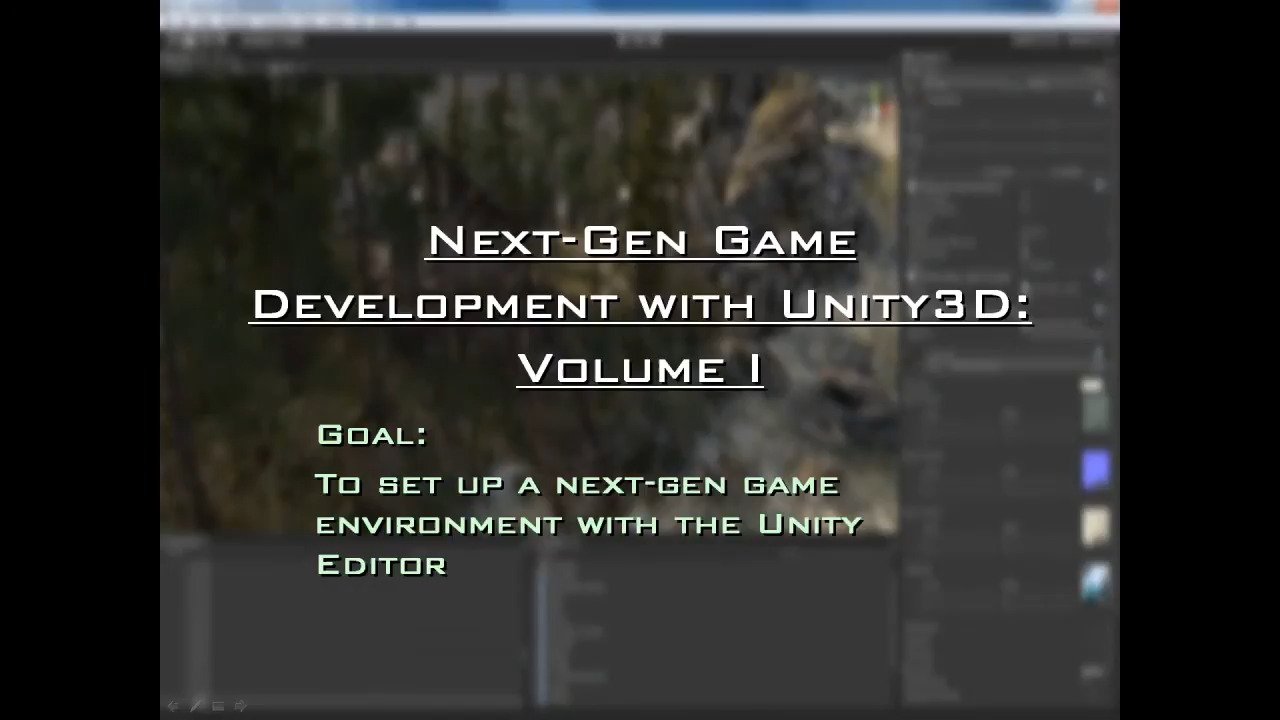 Next-Gen Game
Development with Unity3D:
Volume I
Goal:
To set up a next-gen game
environment with the Unity
Editor